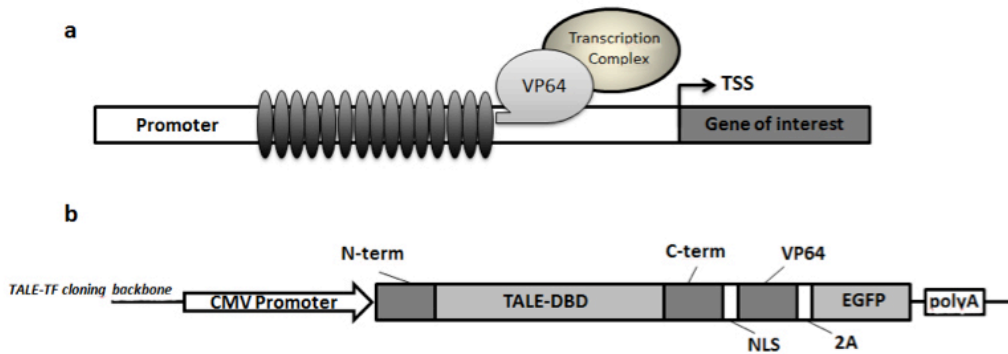 a
Transcription
Complex
VP64
TSS
Promoter
Gene of interest
b
N-term
C-term
VP64
TALE-TF cloning backbone
CMV Promoter
TALE-DBD
EGFP
polyA
NLS
2A